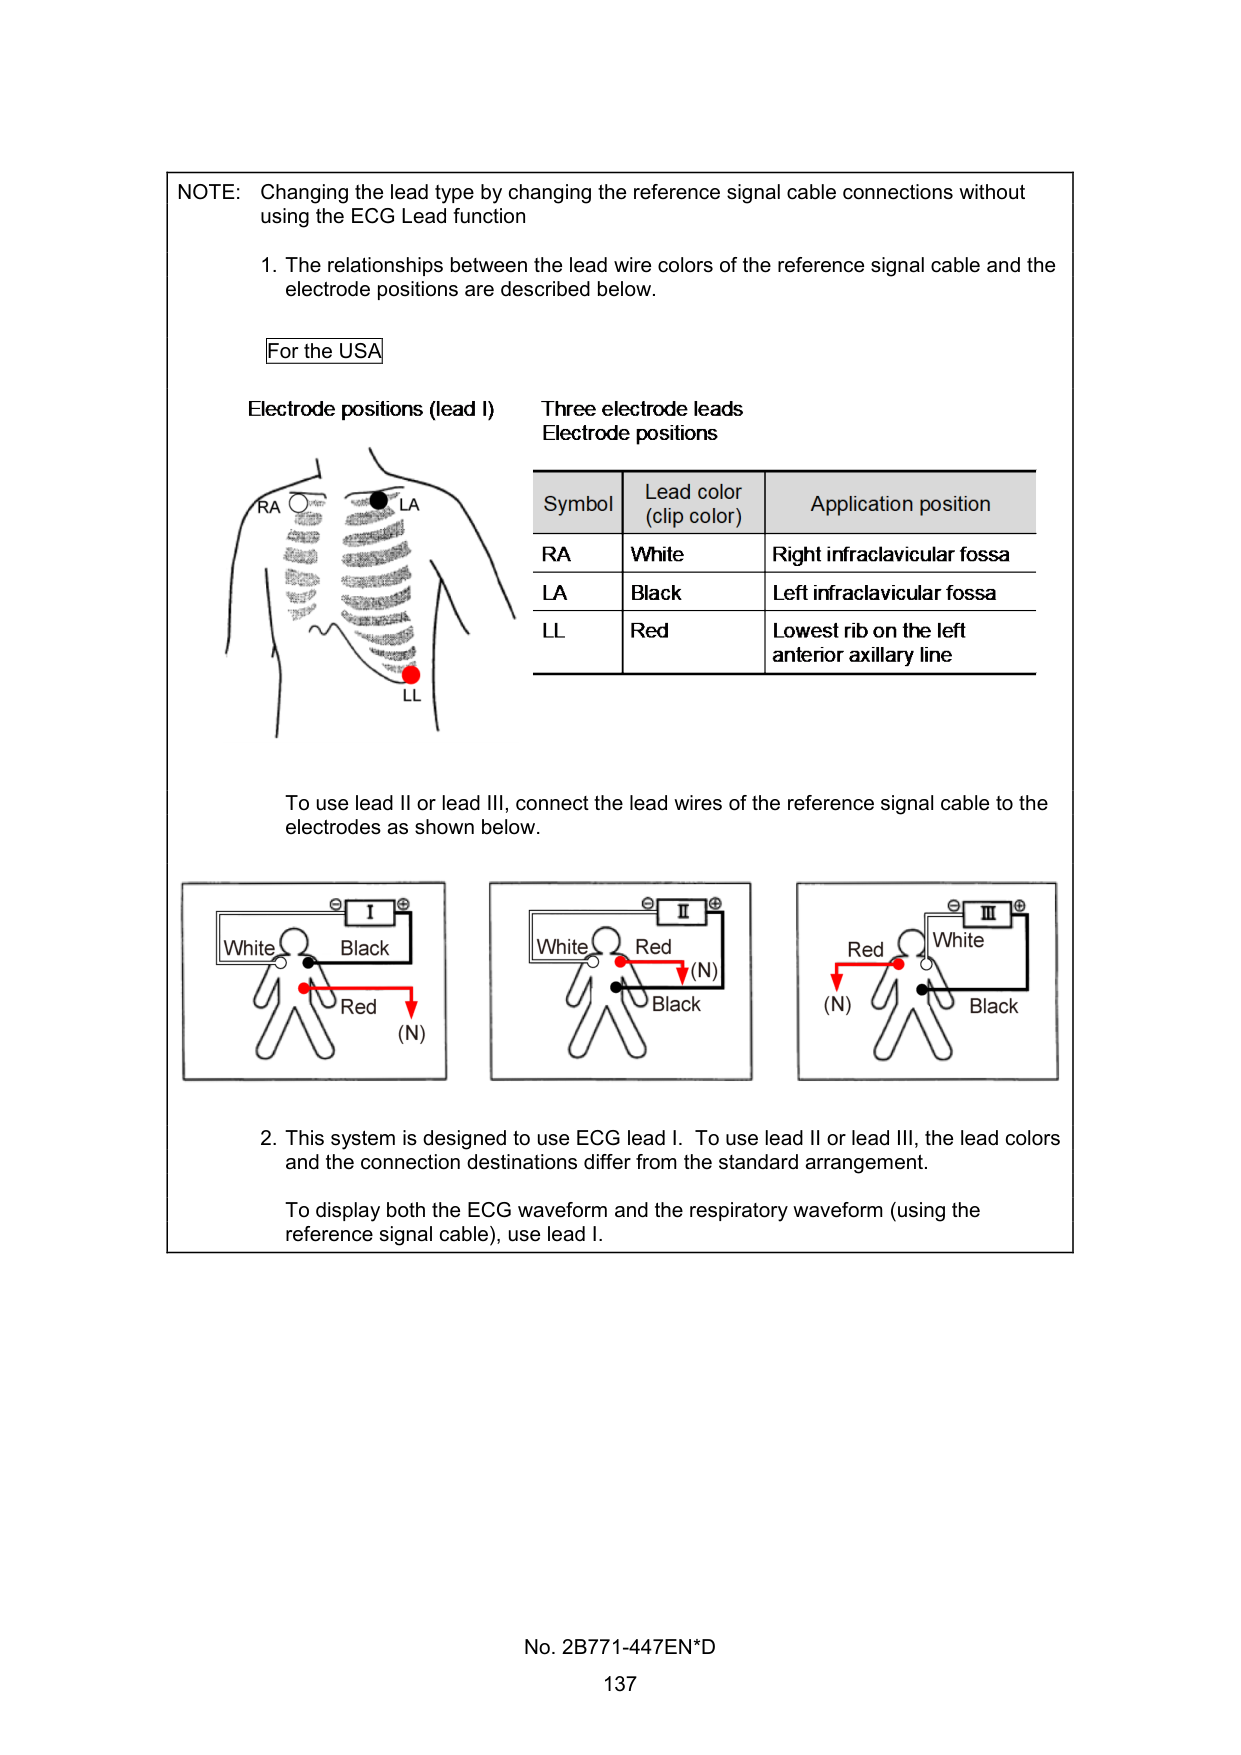 NOTE: Changing the lead type by changing the reference signal cable connections without
using the ECG Lead function
1. The relationships between the lead wire colors of the reference signal cable and the
electrode positions are described below.
For the USA
Electrode positions (lead I)
RA
LA
LL
Three electrode leads
Electrode positions
Symbol Lead color (clip color) Application position
RA White Right infraclavicular fossa
LA Black Left infraclavicular fossa
LL Red Lowest rib on the left
anterior axillary line
To use lead II or lead III, connect the lead wires of the reference signal cable to the
electrodes as shown below.
⊖ I ⊕
White Black
Red
(N)
⊖ II ⊕
White Red
(N)
Black
⊖ III ⊕
Red White
(N) Black
2. This system is designed to use ECG lead I. To use lead II or lead III, the lead colors
and the connection destinations differ from the standard arrangement.
To display both the ECG waveform and the respiratory waveform (using the
reference signal cable), use lead I.
No. 2B771-447EN*D
137